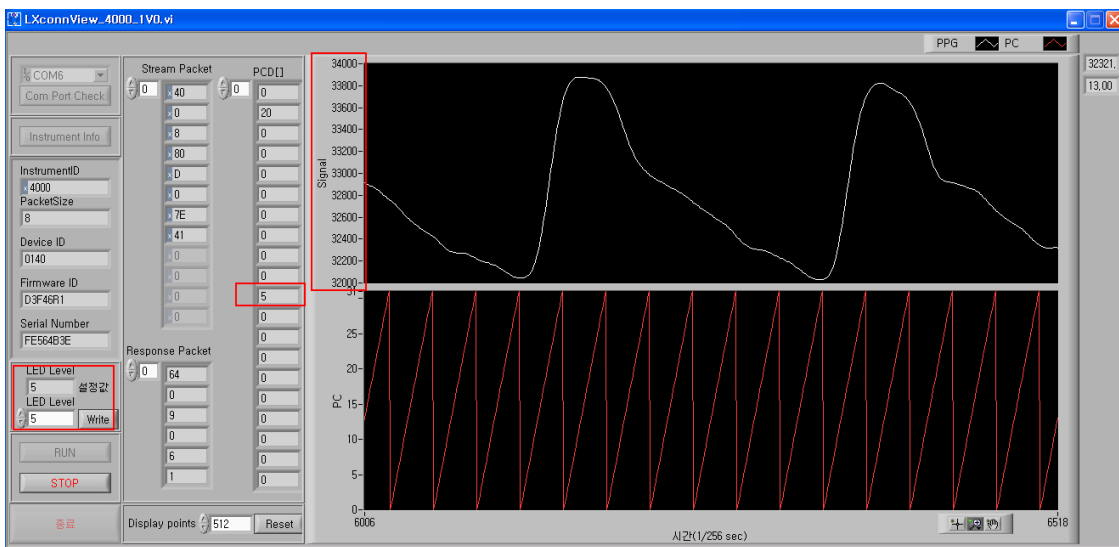 LXconnView_4000_1V0.vi
PPG PC
COM6
Com Port Check
Instrument Info
InstrumentID
x 4000
PacketSize
8
Device ID
0140
Firmware ID
D3F46R1
Serial Number
FE564B3E
LED Level
5 설정값
LED Level
5 Write
RUN
STOP
종료
Stream Packet
0
x 40
x 0
x 8
x 80
x D
x 0
x 7E
x 41
x 0
x 0
x 0
x 0
Response Packet
0
64
0
9
0
6
1
PCD[]
0
0
20
0
0
0
0
0
0
0
0
5
0
0
0
0
0
0
0
0
Display points 512 Reset
Signal
34000
33800
33600
33400
33200
33000
32800
32600
32400
32200
32000
PC
31
25
20
15
10
5
0
6006 6518
시간(1/256 sec)
32321,
13,00